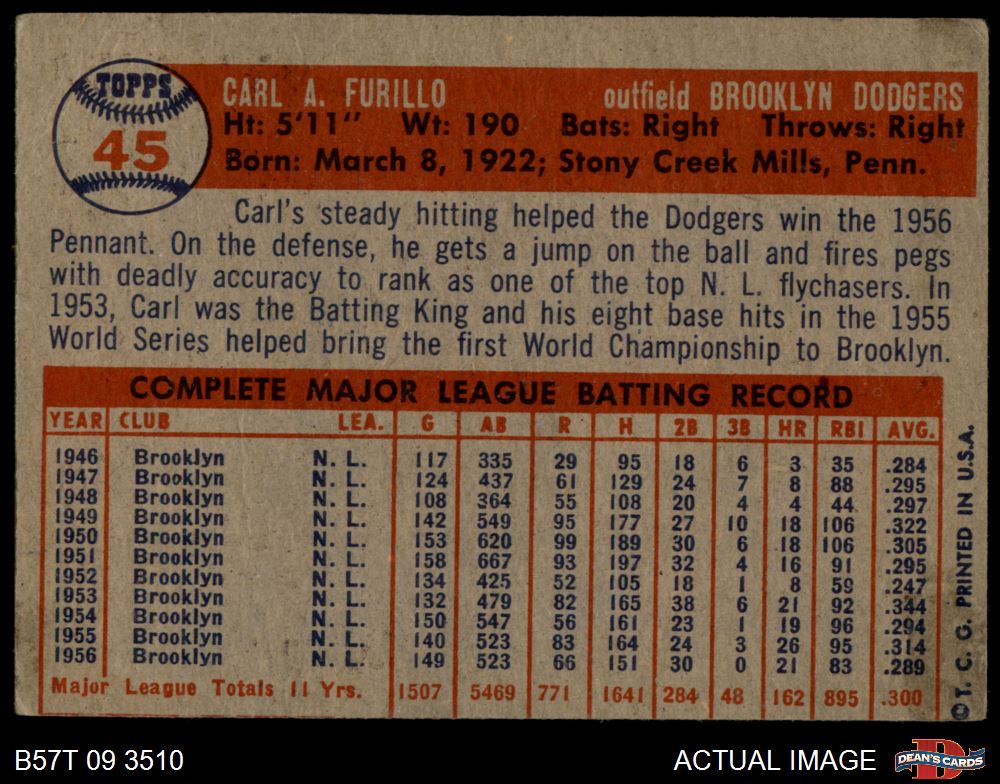 TOPPS
45
CARL A. FURILLO outfield BROOKLYN DODGERS
Ht: 5'11" Wt: 190 Bats: Right Throws: Right
Born: March 8, 1922; Stony Creek Mills, Penn.
Carl's steady hitting helped the Dodgers win the 1956
Pennant. On the defense, he gets a jump on the ball and fires pegs
with deadly accuracy to rank as one of the top N. L. flychasers. In
1953, Carl was the Batting King and his eight base hits in the 1955
World Series helped bring the first World Championship to Brooklyn.
COMPLETE MAJOR LEAGUE BATTING RECORD
YEAR CLUB LEA. G AB R H 2B 3B HR RBI AVG.
1946 Brooklyn N. L. 117 335 29 95 18 6 3 35 .284
1947 Brooklyn N. L. 124 437 61 129 24 7 8 88 .295
1948 Brooklyn N. L. 108 364 55 108 20 4 4 44 .297
1949 Brooklyn N. L. 142 549 95 177 27 10 18 106 .322
1950 Brooklyn N. L. 153 620 99 189 30 6 18 106 .305
1951 Brooklyn N. L. 158 667 93 197 32 4 16 91 .295
1952 Brooklyn N. L. 134 425 52 105 18 1 8 59 .247
1953 Brooklyn N. L. 132 479 82 165 38 6 21 92 .344
1954 Brooklyn N. L. 150 547 56 161 23 1 19 96 .294
1955 Brooklyn N. L. 140 523 83 164 24 3 26 95 .314
1956 Brooklyn N. L. 149 523 66 151 30 0 21 83 .289
Major League Totals 11 Yrs. 1507 5469 771 1641 284 48 162 895 .300
© T. C. G. PRINTED IN U.S.A.
B57T 09 3510
ACTUAL IMAGE
D
DEAN'S CARDS